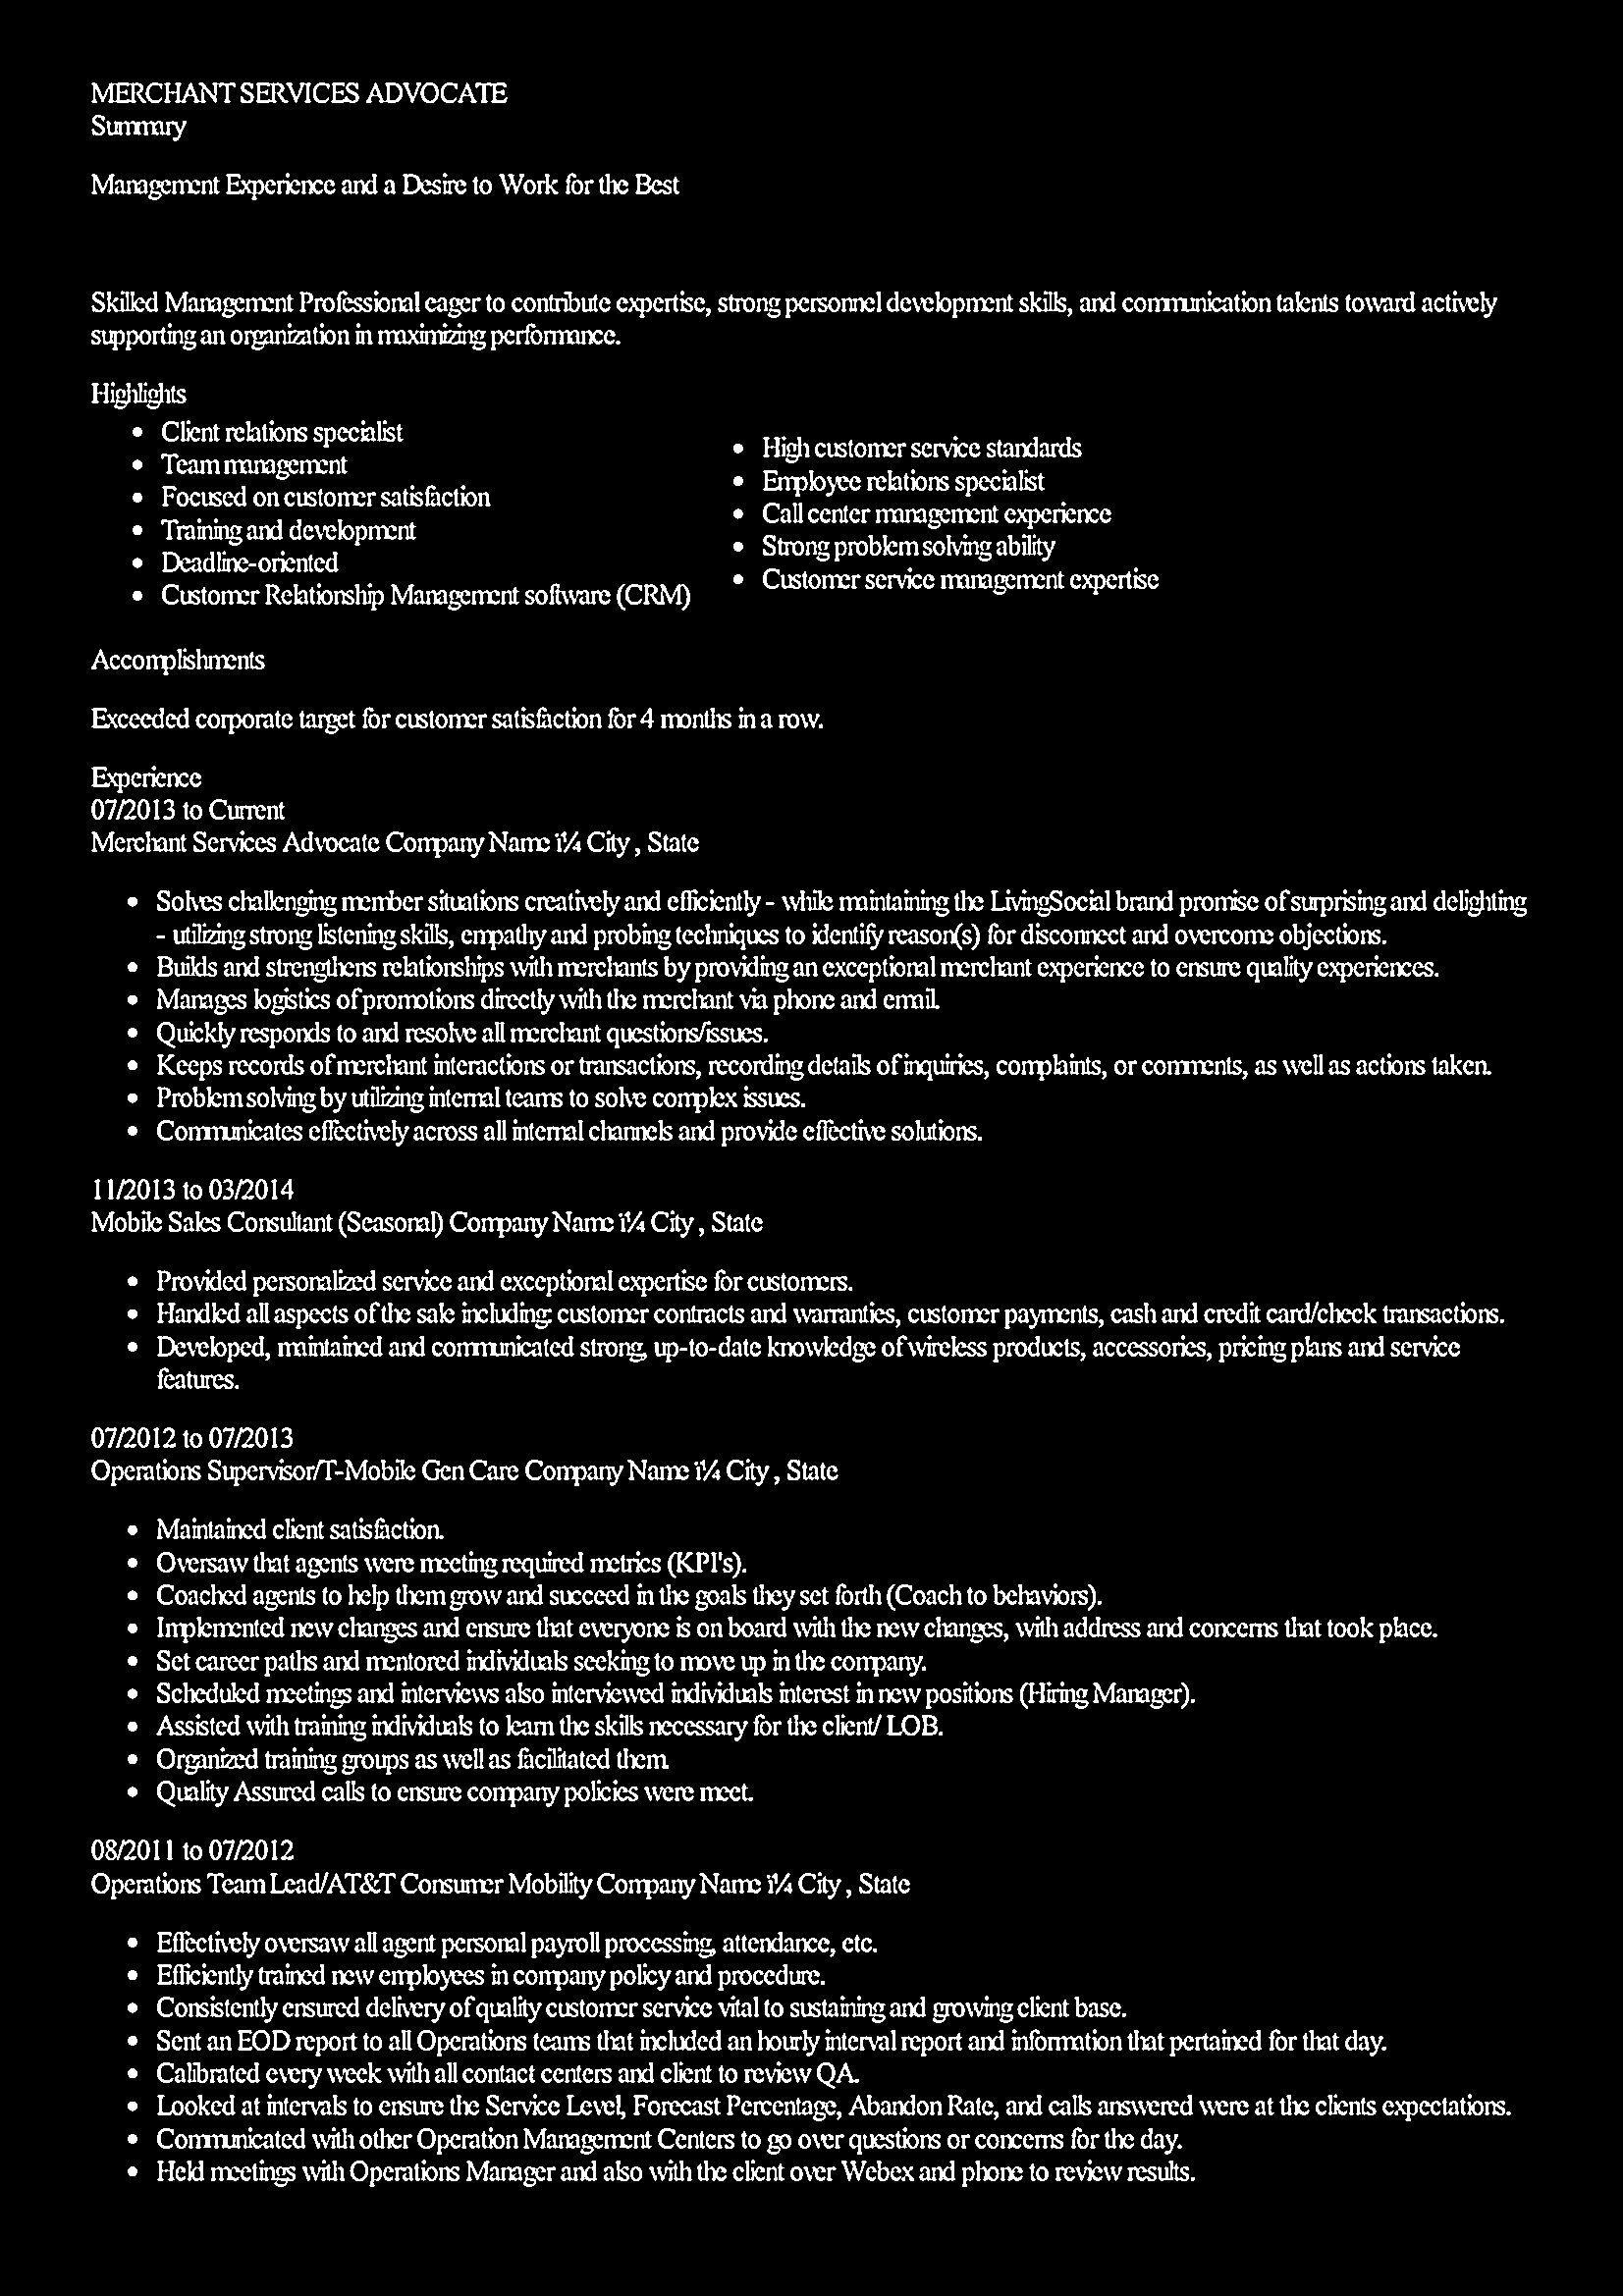 MERCHANT SERVICES ADVOCATE
Summary
Management Experience and a Desire to Work for the Best
Skilled Management Professional eager to contribute expertise, strong personnel development skills, and communication talents toward actively
supporting an organization in maximizing performance.
Highlights
• Client relations specialist
• Team management
• Focused on customer satisfaction
• Training and development
• Deadline-oriented
• Customer Relationship Management software (CRM)
• High customer service standards
• Employee relations specialist
• Call center management experience
• Strong problem solving ability
• Customer service management expertise
Accomplishments
Exceeded corporate target for customer satisfaction for 4 months in a row.
Experience
07/2013 to Current
Merchant Services Advocate Company Name ï¼ City , State
• Solves challenging member situations creatively and efficiently - while maintaining the LivingSocial brand promise of surprising and delighting
- utilizing strong listening skills, empathy and probing techniques to identify reason(s) for disconnect and overcome objections.
• Builds and strengthens relationships with merchants by providing an exceptional merchant experience to ensure quality experiences.
• Manages logistics of promotions directly with the merchant via phone and email.
• Quickly responds to and resolve all merchant questions/issues.
• Keeps records of merchant interactions or transactions, recording details of inquiries, complaints, or comments, as well as actions taken.
• Problem solving by utilizing internal teams to solve complex issues.
• Communicates effectively across all internal channels and provide effective solutions.
11/2013 to 03/2014
Mobile Sales Consultant (Seasonal) Company Name ï¼ City , State
• Provided personalized service and exceptional expertise for customers.
• Handled all aspects of the sale including: customer contracts and warranties, customer payments, cash and credit card/check transactions.
• Developed, maintained and communicated strong, up-to-date knowledge of wireless products, accessories, pricing plans and service
features.
07/2012 to 07/2013
Operations Supervisor/T-Mobile Gen Care Company Name ï¼ City , State
• Maintained client satisfaction.
• Oversaw that agents were meeting required metrics (KPI's).
• Coached agents to help them grow and succeed in the goals they set forth (Coach to behaviors).
• Implemented new changes and ensure that everyone is on board with the new changes, with address and concerns that took place.
• Set career paths and mentored individuals seeking to move up in the company.
• Scheduled meetings and interviews also interviewed individuals interest in new positions (Hiring Manager).
• Assisted with training individuals to learn the skills necessary for the client/ LOB.
• Organized training groups as well as facilitated them.
• Quality Assured calls to ensure company policies were meet.
08/2011 to 07/2012
Operations Team Lead/AT&T Consumer Mobility Company Name ï¼ City , State
• Effectively oversaw all agent personal payroll processing, attendance, etc.
• Efficiently trained new employees in company policy and procedure.
• Consistently ensured delivery of quality customer service vital to sustaining and growing client base.
• Sent an EOD report to all Operations teams that included an hourly interval report and information that pertained for that day.
• Calibrated every week with all contact centers and client to review QA.
• Looked at intervals to ensure the Service Level, Forecast Percentage, Abandon Rate, and calls answered were at the clients expectations.
• Communicated with other Operation Management Centers to go over questions or concerns for the day.
• Held meetings with Operations Manager and also with the client over Webex and phone to review results.